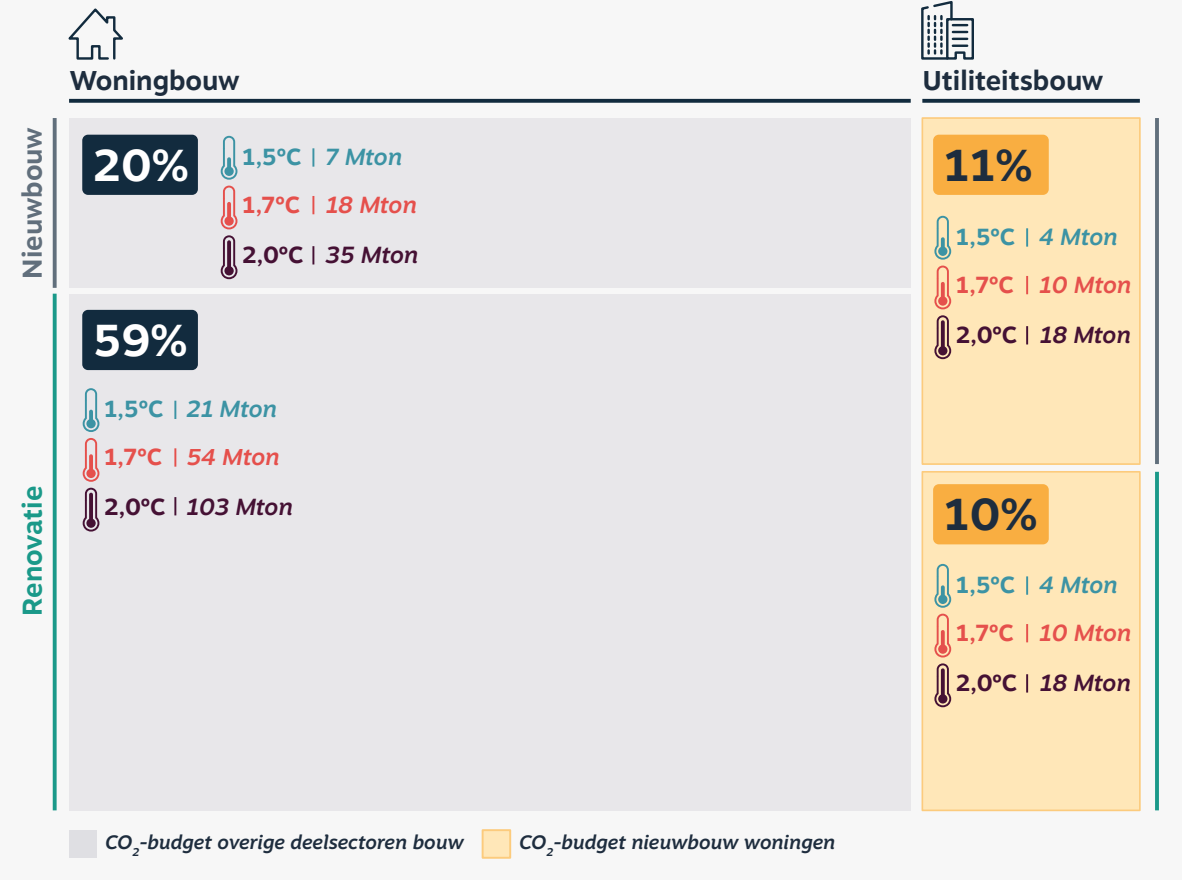 Woningbouw
Utiliteitsbouw
Nieuwbouw
20%
1,5°C | 7 Mton
1,7°C | 18 Mton
2,0°C | 35 Mton
11%
1,5°C | 4 Mton
1,7°C | 10 Mton
2,0°C | 18 Mton
Renovatie
59%
1,5°C | 21 Mton
1,7°C | 54 Mton
2,0°C | 103 Mton
10%
1,5°C | 4 Mton
1,7°C | 10 Mton
2,0°C | 18 Mton
CO₂-budget overige deelsectoren bouw
CO₂-budget nieuwbouw woningen